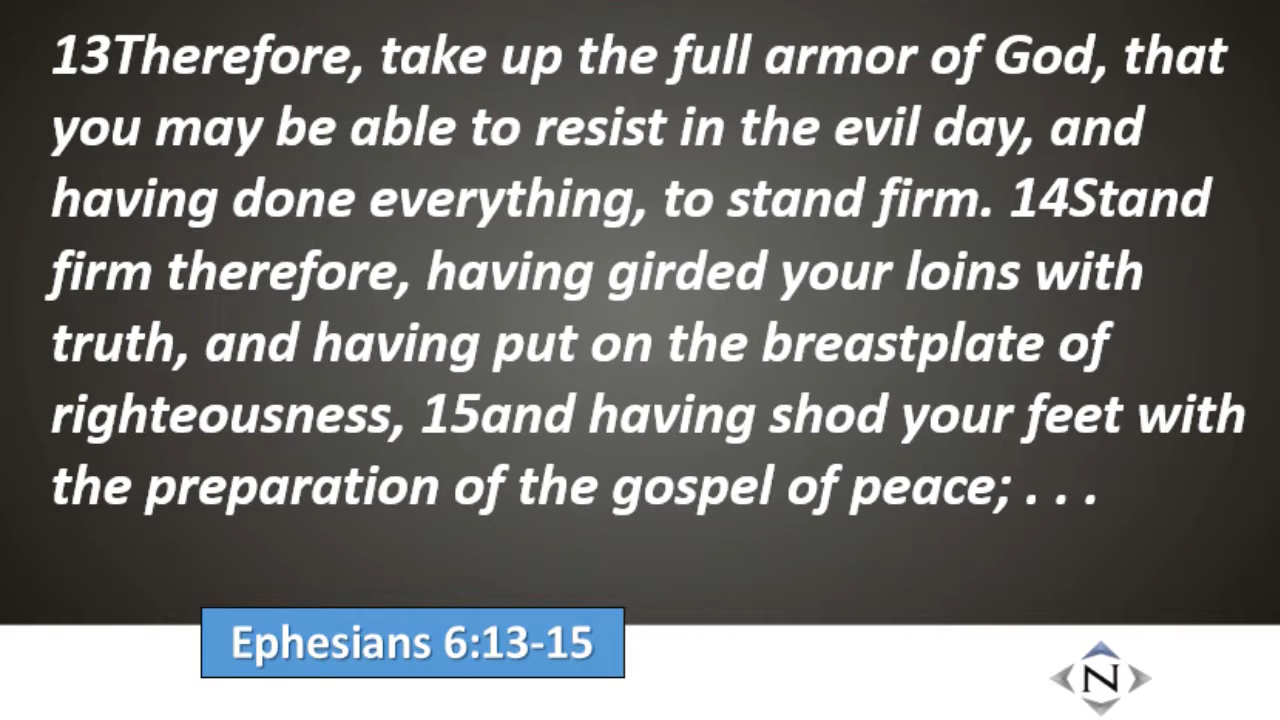 13Therefore, take up the full armor of God, that
you may be able to resist in the evil day, and
having done everything, to stand firm. 14Stand
firm therefore, having girded your loins with
truth, and having put on the breastplate of
righteousness, 15and having shod your feet with
the preparation of the gospel of peace; . . .
Ephesians 6:13-15
N